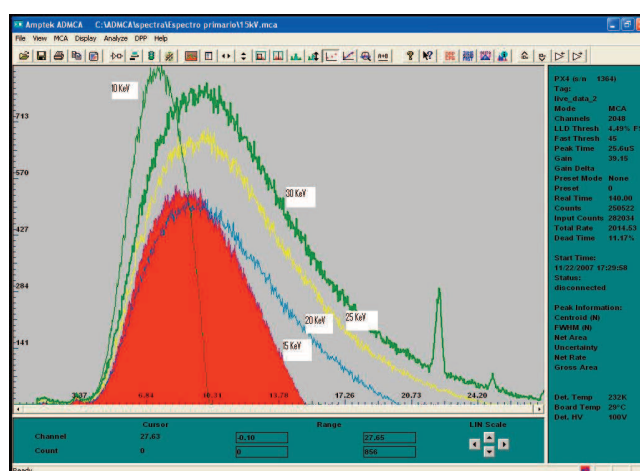 Amptek ADMCA C:\ADMCA\spectra\Espectro primario\15kV.mca
File View MCA Display Analyze DPP Help
10 KeV
713
570
427
284
141
30 KeV
25 KeV
20 KeV
15 KeV
3.37 6.84 10.31 13.78 17.26 20.73 24.20
PX4 (s/n 1364)
Tag:
live_data_2
Mode MCA
Channels 2048
LLD Thresh 4.49% FS
Fast Thresh 45
Peak Time 25.6uS
Gain 39.15
Gain Delta
Preset Mode None
Preset 0
Real Time 140.00
Counts 250522
Input Counts 282034
Total Rate 2014.53
Dead Time 11.17%
Start Time:
11/22/2007 17:29:58
Status:
disconnected
Peak Information:
Centroid (N)
FWHM (N)
Net Area
Uncertainty
Net Rate
Gross Area
Det. Temp 232K
Board Temp 29°C
Det. HV 100V
Cursor Range LIN Scale
Channel 27.63 -0.10 27.65
Count 0 0 856
Ready